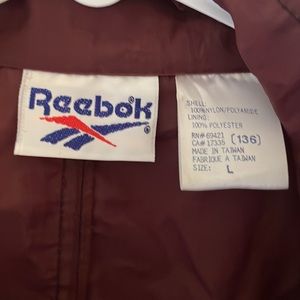 Reebok®
®
SHELL:
100%NYLON/POLYAMIDE
LINING:
100% POLYESTER
RN# 69421
CA# 17335 (136)
MADE IN TAIWAN
FABRIQUE A TAIWAN
SIZE: L